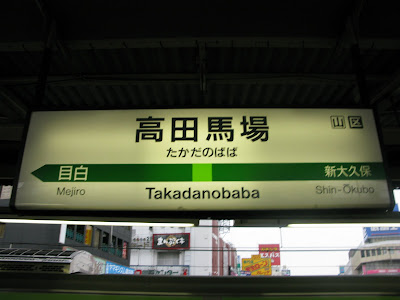 高田馬場
山区
たかだのばば
目白
新大久保
Mejiro
Takadanobaba
Shin-Ōkubo